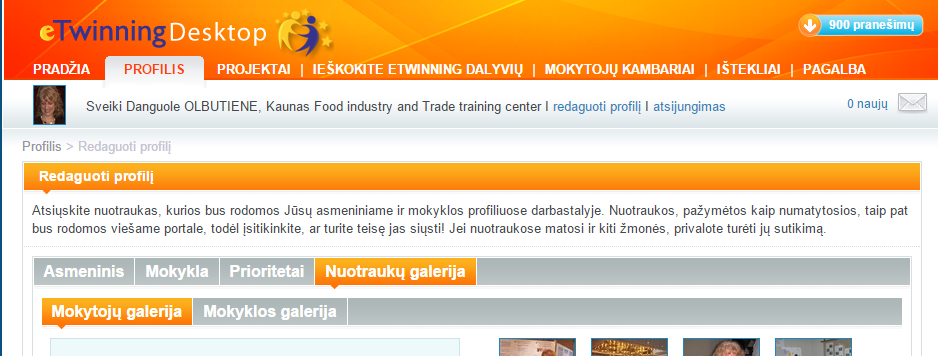 eTwinning Desktop
900 pranešimų
PRADŽIA PROFILIS PROJEKTAI | IEŠKOKITE ETWINNING DALYVIŲ | MOKYTOJŲ KAMBARIAI | IŠTEKLIAI | PAGALBA
Sveiki Danguole OLBUTIENE, Kaunas Food industry and Trade training center I redaguoti profilį I atsijungimas
0 naujų
Profilis > Redaguoti profilį
Redaguoti profilį
Atsiųskite nuotraukas, kurios bus rodomos Jūsų asmeniniame ir mokyklos profiliuose darbastalyje. Nuotraukos, pažymėtos kaip numatytosios, taip pat
bus rodomos viešame portale, todėl įsitikinkite, ar turite teisę jas siųsti! Jei nuotraukose matosi ir kiti žmonės, privalote turėti jų sutikimą.
Asmeninis Mokykla Prioritetai Nuotraukų galerija
Mokytojų galerija Mokyklos galerija